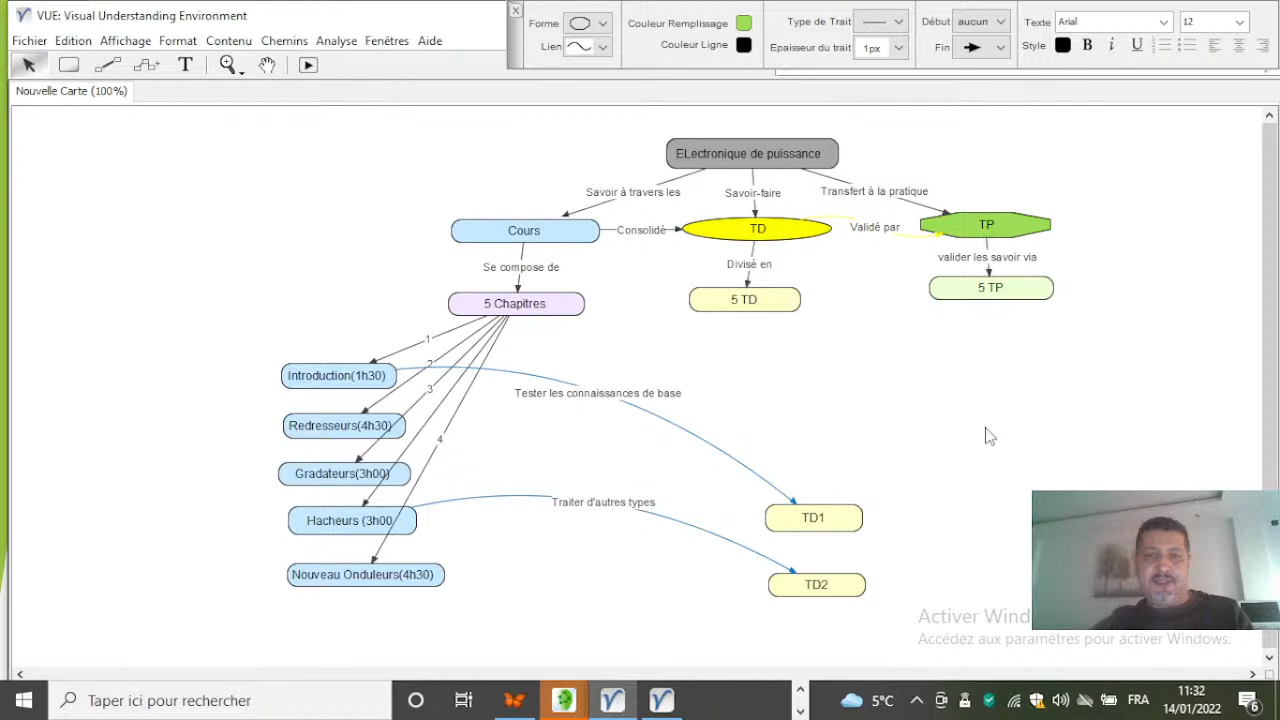 VUE: Visual Understanding Environment
Fichier Edition Affichage Format Contenu Chemins Analyse Fenêtres Aide
Forme
Lien
Couleur Remplissage
Couleur Ligne
Type de Trait
Epaisseur du trait 1px
Début aucun
Fin
Texte Arial 12
Style B i U
T
Nouvelle Carte (100%)
ELectronique de puissance
Savoir à travers les
Savoir-faire
Transfert à la pratique
Cours
Consolidé
TD
Validé par
TP
Se compose de
Divisé en
valider les savoir via
5 Chapitres
5 TD
5 TP
1
2
3
4
Introduction(1h30)
Tester les connaissances de base
Redresseurs(4h30)
Gradateurs(3h00)
Hacheurs (3h00
Traiter d'autres types
TD1
Nouveau Onduleurs(4h30)
TD2
Activer Wind
Accédez aux paramètres pour activer Windows.
Taper ici pour rechercher
5°C
FRA
11:32
14/01/2022
6